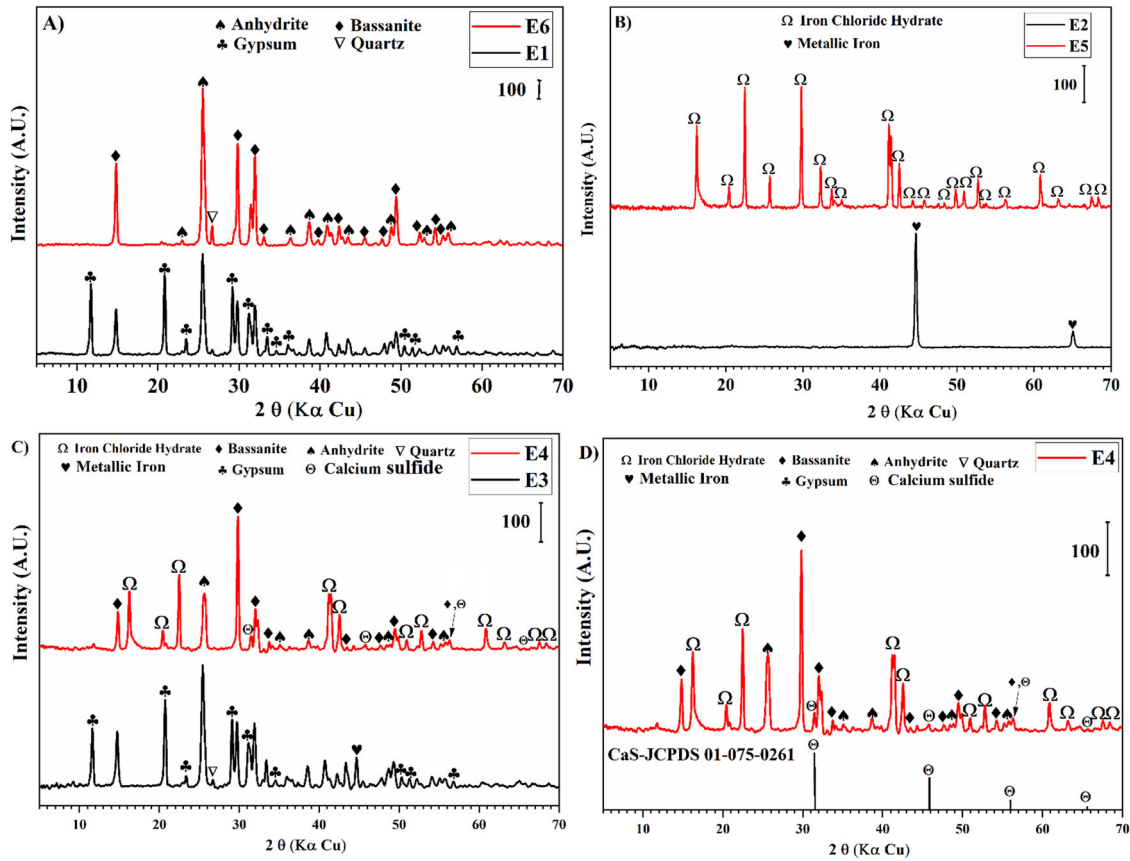 A)
♠ Anhydrite ♦ Bassanite
♣ Gypsum ▽ Quartz
E6
E1
100
Intensity (A.U.)
10 20 30 40 50 60 70
2 θ (Kα Cu)
B)
Ω Iron Chloride Hydrate
♥ Metallic Iron
E2
E5
100
Intensity (A.U.)
10 20 30 40 50 60 70
2 θ (Kα Cu)
C)
Ω Iron Chloride Hydrate ♦ Bassanite ♠ Anhydrite ▽ Quartz
♥ Metallic Iron ♣ Gypsum Θ Calcium sulfide
E4
E3
100
♦,Θ
Intensity (A.U.)
10 20 30 40 50 60 70
2 θ (Kα Cu)
D)
Ω Iron Chloride Hydrate ♦ Bassanite ♠ Anhydrite ▽ Quartz
♥ Metallic Iron ♣ Gypsum Θ Calcium sulfide
E4
100
♦,Θ
CaS-JCPDS 01-075-0261
Intensity (A.U.)
10 20 30 40 50 60 70
2 θ (Kα Cu)